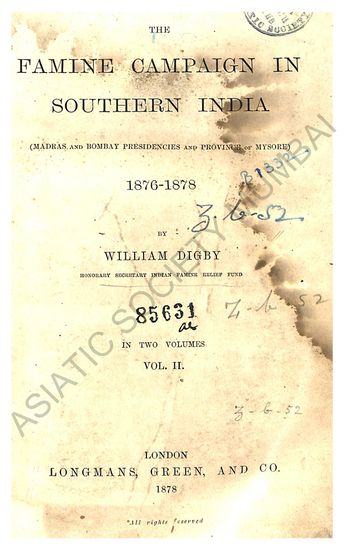 THE
FAMINE CAMPAIGN IN
SOUTHERN INDIA
(MADRAS AND BOMBAY PRESIDENCIES AND PROVINCE OF MYSORE)
1876-1878
BY
WILLIAM DIGBY
HONORARY SECRETARY INDIAN FAMINE RELIEF FUND
85631
IN TWO VOLUMES
VOL. II.
LONDON
LONGMANS, GREEN, AND CO.
1878
All rights reserved
ASIATIC SOCIETY MUMBAI